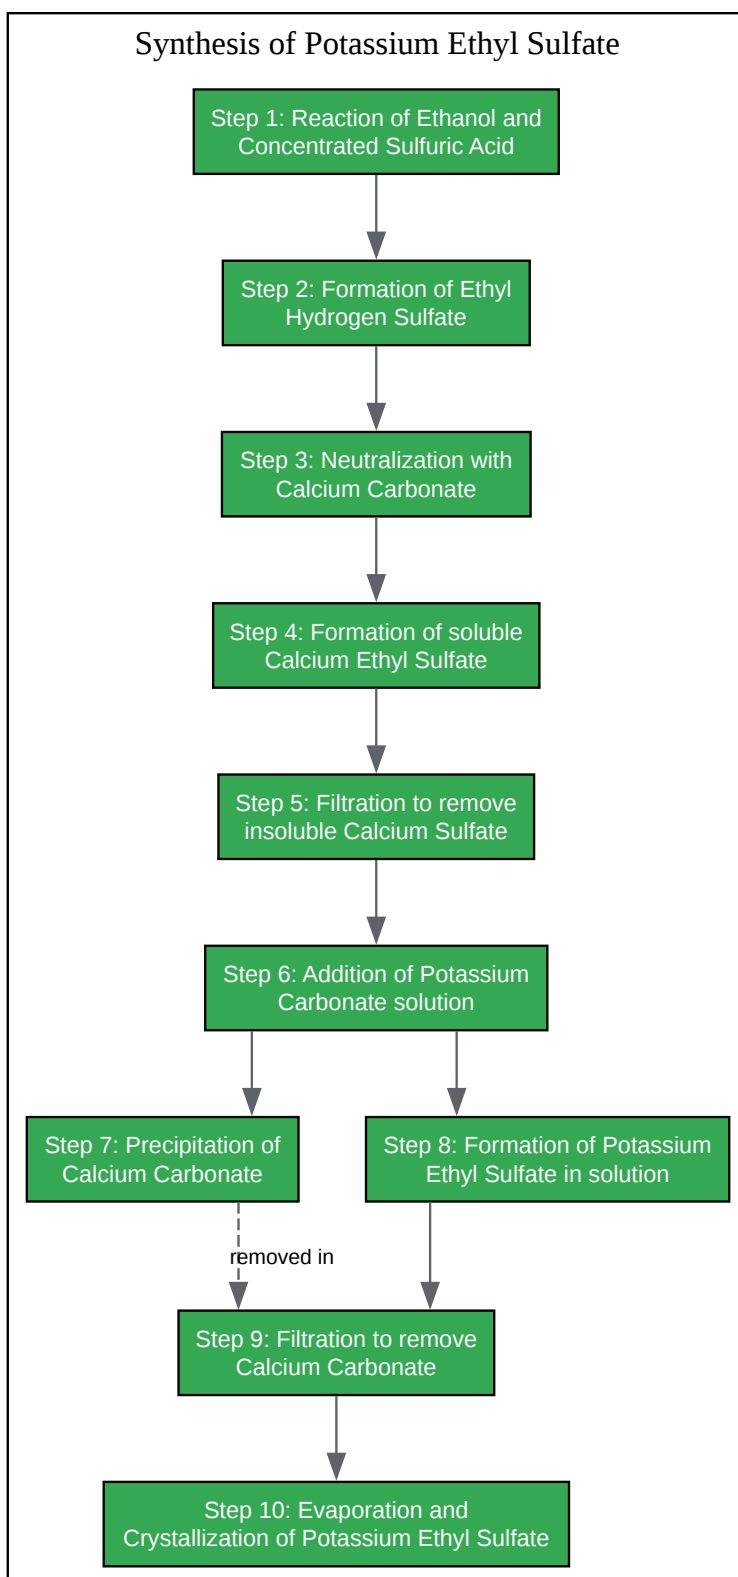 Synthesis of Potassium Ethyl Sulfate
Step 1: Reaction of Ethanol and
Concentrated Sulfuric Acid
Step 2: Formation of Ethyl
Hydrogen Sulfate
Step 3: Neutralization with
Calcium Carbonate
Step 4: Formation of soluble
Calcium Ethyl Sulfate
Step 5: Filtration to remove
insoluble Calcium Sulfate
Step 6: Addition of Potassium
Carbonate solution
Step 7: Precipitation of
Calcium Carbonate
Step 8: Formation of Potassium
Ethyl Sulfate in solution
removed in
Step 9: Filtration to remove
Calcium Carbonate
Step 10: Evaporation and
Crystallization of Potassium Ethyl Sulfate